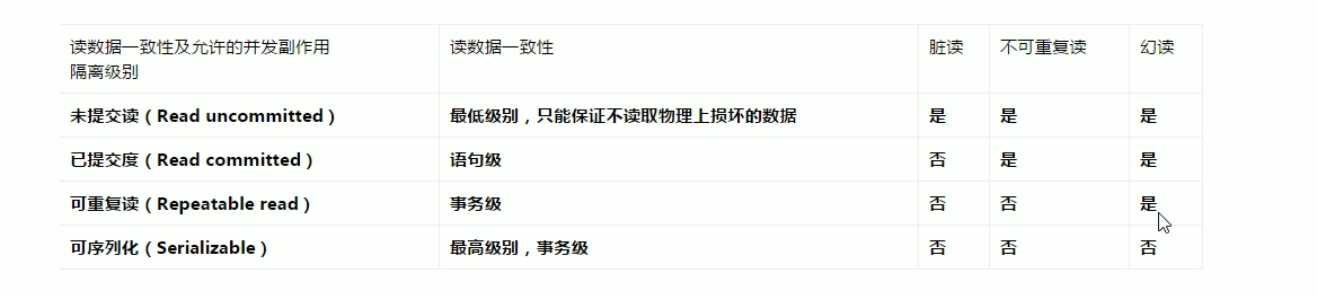 读数据一致性及允许的并发副作用 读数据一致性 脏读 不可重复读 幻读
隔离级别
未提交读（Read uncommitted） 最低级别，只能保证不读取物理上损坏的数据 是 是 是
已提交度（Read committed） 语句级 否 是 是
可重复读（Repeatable read） 事务级 否 否 是
可序列化（Serializable） 最高级别，事务级 否 否 否